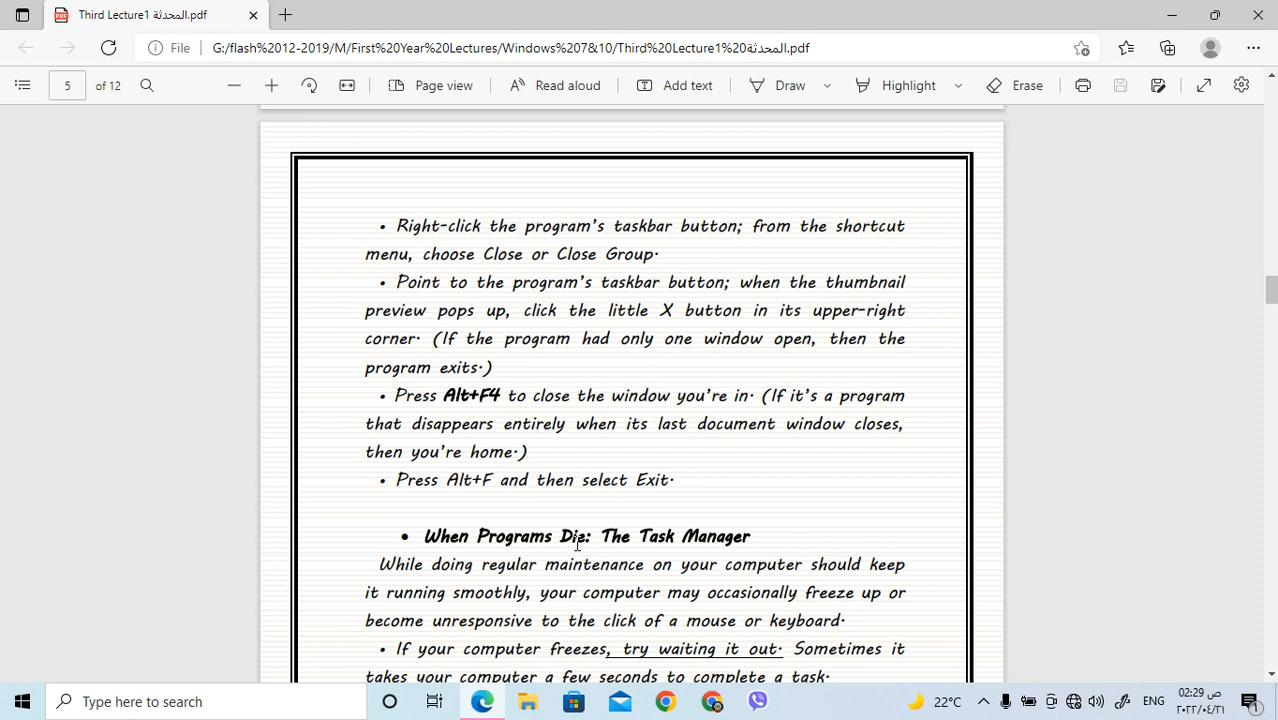 Third Lecture1 المحدثة.pdf
File G:/flash%2012-2019/M/First%20Year%20Lectures/Windows%207&10/Third%20Lecture1%20المحدثة.pdf
5 of 12 Page view Read aloud Add text Draw Highlight Erase
• Right-click the program's taskbar button; from the shortcut
menu, choose Close or Close Group.
• Point to the program's taskbar button; when the thumbnail
preview pops up, click the little X button in its upper-right
corner. (If the program had only one window open, then the
program exits.)
• Press Alt+F4 to close the window you're in. (If it's a program
that disappears entirely when its last document window closes,
then you're home.)
• Press Alt+F and then select Exit.
• When Programs Die: The Task Manager
While doing regular maintenance on your computer should keep
it running smoothly, your computer may occasionally freeze up or
become unresponsive to the click of a mouse or keyboard.
• If your computer freezes, try waiting it out. Sometimes it
takes your computer a few seconds to complete a task.
Type here to search 22°C ENG 02:29 ص
٢٠٢٣/٠٤/٢٦